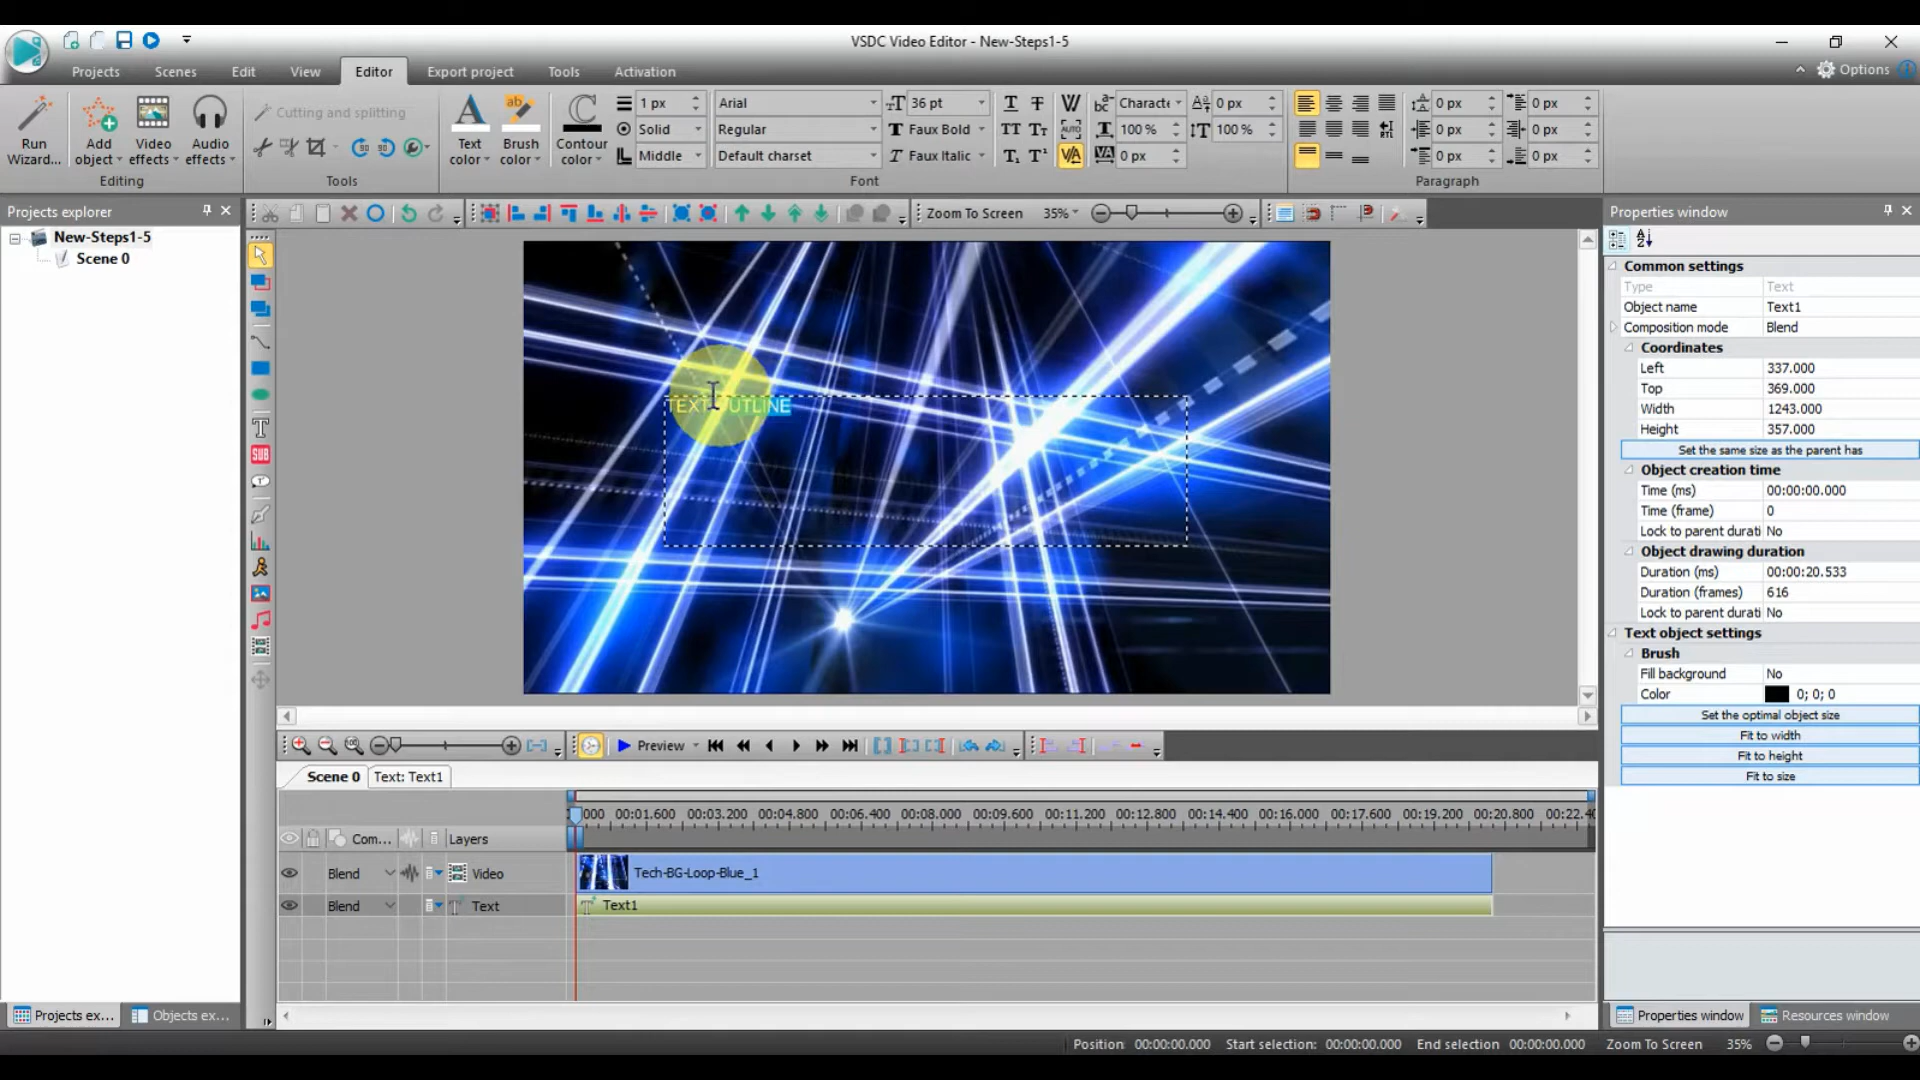 VSDC Video Editor - New-Steps1-5
Projects Scenes Edit View Editor Export project Tools Activation
Options
Cutting and splitting
Run Wizard...
Add object
Video effects
Audio effects
Editing
Tools
Text color
Brush color
Contour color
1 px
Solid
Middle
Arial
Regular
Default charset
36 pt
Faux Bold
Faux Italic
Characte
0 px
100 %
100 %
0 px
Font
0 px
0 px
0 px
0 px
0 px
0 px
Paragraph
Projects explorer
New-Steps1-5
Scene 0
Zoom To Screen 35%
TEXT OUTLINE
SUB
Properties window
Common settings
Type Text
Object name Text1
Composition mode Blend
Coordinates
Left 337.000
Top 369.000
Width 1243.000
Height 357.000
Set the same size as the parent has
Object creation time
Time (ms) 00:00:00.000
Time (frame) 0
Lock to parent durati No
Object drawing duration
Duration (ms) 00:00:20.533
Duration (frames) 616
Lock to parent durati No
Text object settings
Brush
Fill background No
Color 0; 0; 0
Set the optimal object size
Fit to width
Fit to height
Fit to size
Preview
Scene 0 Text: Text1
000 00:01.600 00:03.200 00:04.800 00:06.400 00:08.000 00:09.600 00:11.200 00:12.800 00:14.400 00:16.000 00:17.600 00:19.200 00:20.800 00:22.40
Com... Layers
Blend Video Tech-BG-Loop-Blue_1
Blend Text Text1
Projects ex... Objects ex...
Properties window Resources window
Position 00:00:00.000 Start selection: 00:00:00.000 End selection 00:00:00.000 Zoom To Screen 35%